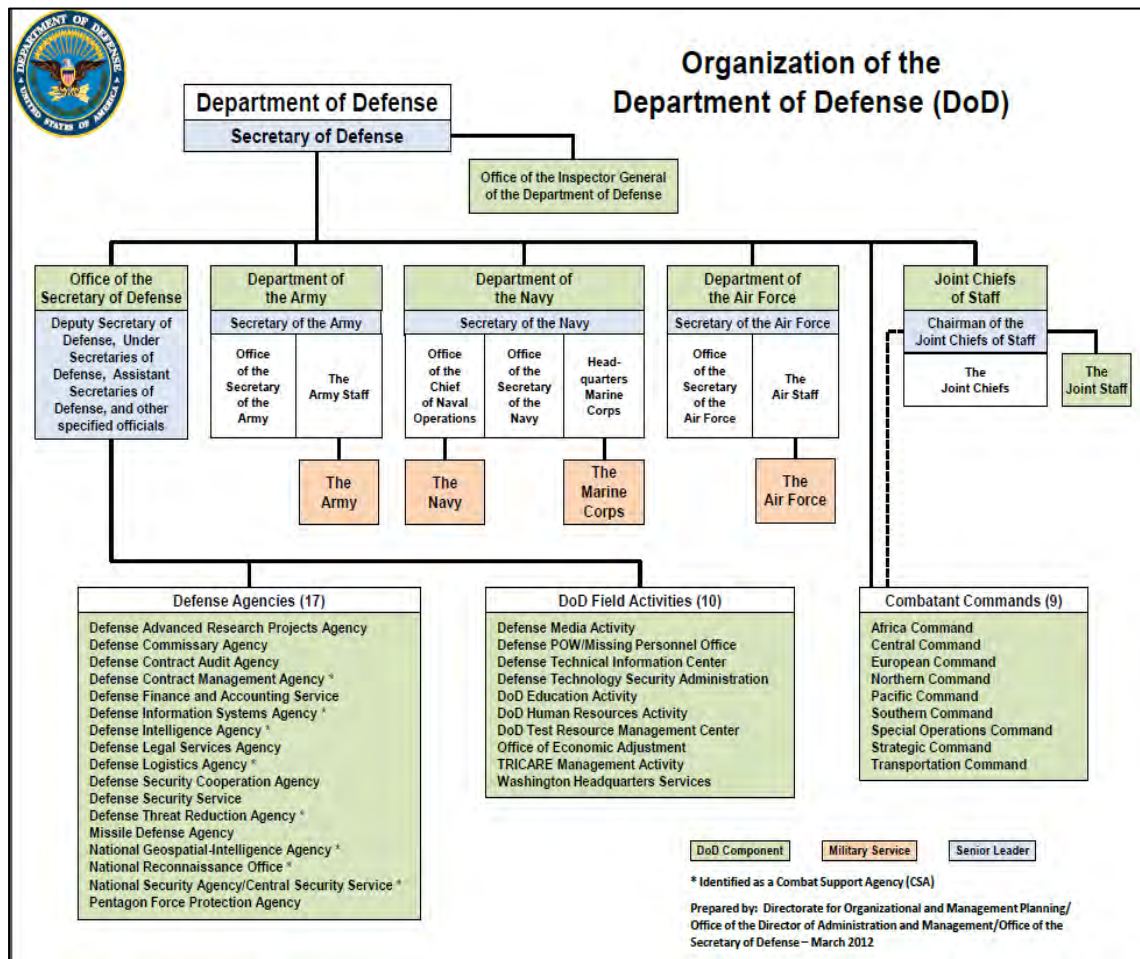 DEPARTMENT OF DEFENSE
UNITED STATES OF AMERICA
Organization of the
Department of Defense (DoD)
Department of Defense
Secretary of Defense
Office of the Inspector General
of the Department of Defense
Office of the
Secretary of Defense
Deputy Secretary of
Defense, Under
Secretaries of
Defense, Assistant
Secretaries of
Defense, and other
specified officials
Department of
the Army
Secretary of the Army
Office
of the
Secretary
of the
Army
The
Army Staff
The
Army
Department of
the Navy
Secretary of the Navy
Office
of the
Chief
of Naval
Operations
Office
of the
Secretary
of the
Navy
Head-
quarters
Marine
Corps
The
Navy
The
Marine
Corps
Department of
the Air Force
Secretary of the Air Force
Office
of the
Secretary
of the
Air Force
The
Air Staff
The
Air Force
Joint Chiefs
of Staff
Chairman of the
Joint Chiefs of Staff
The
Joint Chiefs
The
Joint Staff
Defense Agencies (17)
Defense Advanced Research Projects Agency
Defense Commissary Agency
Defense Contract Audit Agency
Defense Contract Management Agency *
Defense Finance and Accounting Service
Defense Information Systems Agency *
Defense Intelligence Agency *
Defense Legal Services Agency
Defense Logistics Agency *
Defense Security Cooperation Agency
Defense Security Service
Defense Threat Reduction Agency *
Missile Defense Agency
National Geospatial-Intelligence Agency *
National Reconnaissance Office *
National Security Agency/Central Security Service *
Pentagon Force Protection Agency
DoD Field Activities (10)
Defense Media Activity
Defense POW/Missing Personnel Office
Defense Technical Information Center
Defense Technology Security Administration
DoD Education Activity
DoD Human Resources Activity
DoD Test Resource Management Center
Office of Economic Adjustment
TRICARE Management Activity
Washington Headquarters Services
Combatant Commands (9)
Africa Command
Central Command
European Command
Northern Command
Pacific Command
Southern Command
Special Operations Command
Strategic Command
Transportation Command
DoD Component
Military Service
Senior Leader
* Identified as a Combat Support Agency (CSA)
Prepared by: Directorate for Organizational and Management Planning/
Office of the Director of Administration and Management/Office of the
Secretary of Defense – March 2012